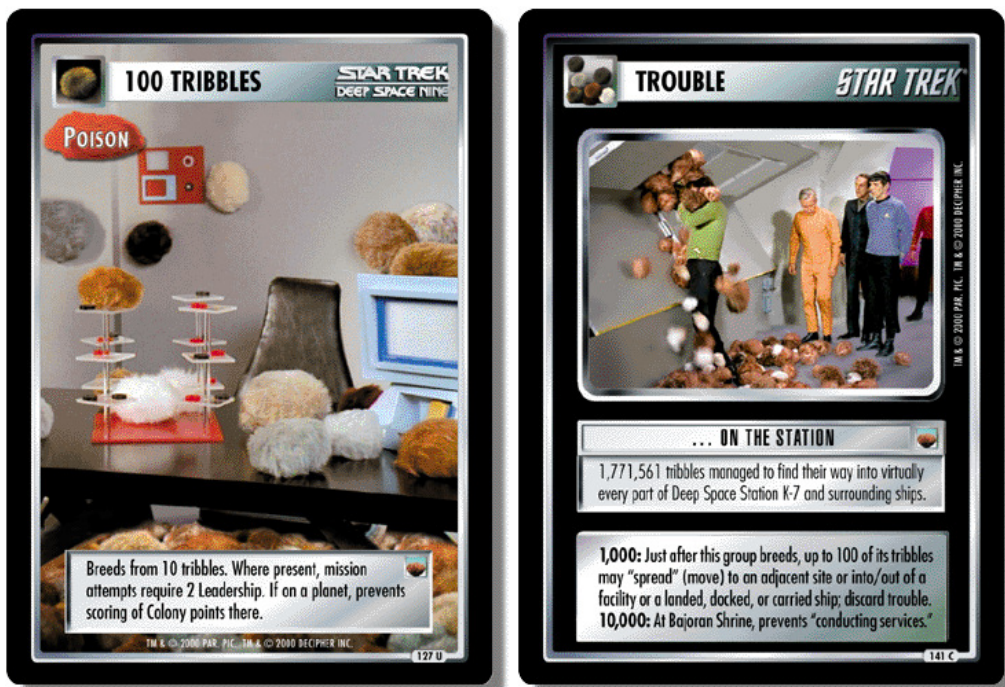 100 TRIBBLES
STAR TREK
DEEP SPACE NINE
POISON
Breeds from 10 tribbles. Where present, mission
attempts require 2 Leadership. If on a planet, prevents
scoring of Colony points there.
TM & © 2000 PAR. PIC. TM & © 2000 DECIPHER INC.
127 U
TROUBLE
STAR TREK
TM & © 2000 PAR. PIC. TM & © 2000 DECIPHER INC.
... ON THE STATION
1,771,561 tribbles managed to find their way into virtually
every part of Deep Space Station K-7 and surrounding ships.
1,000: Just after this group breeds, up to 100 of its tribbles
may "spread" (move) to an adjacent site or into/out of a
facility or a landed, docked, or carried ship; discard trouble.
10,000: At Bajoran Shrine, prevents "conducting services."
141 C